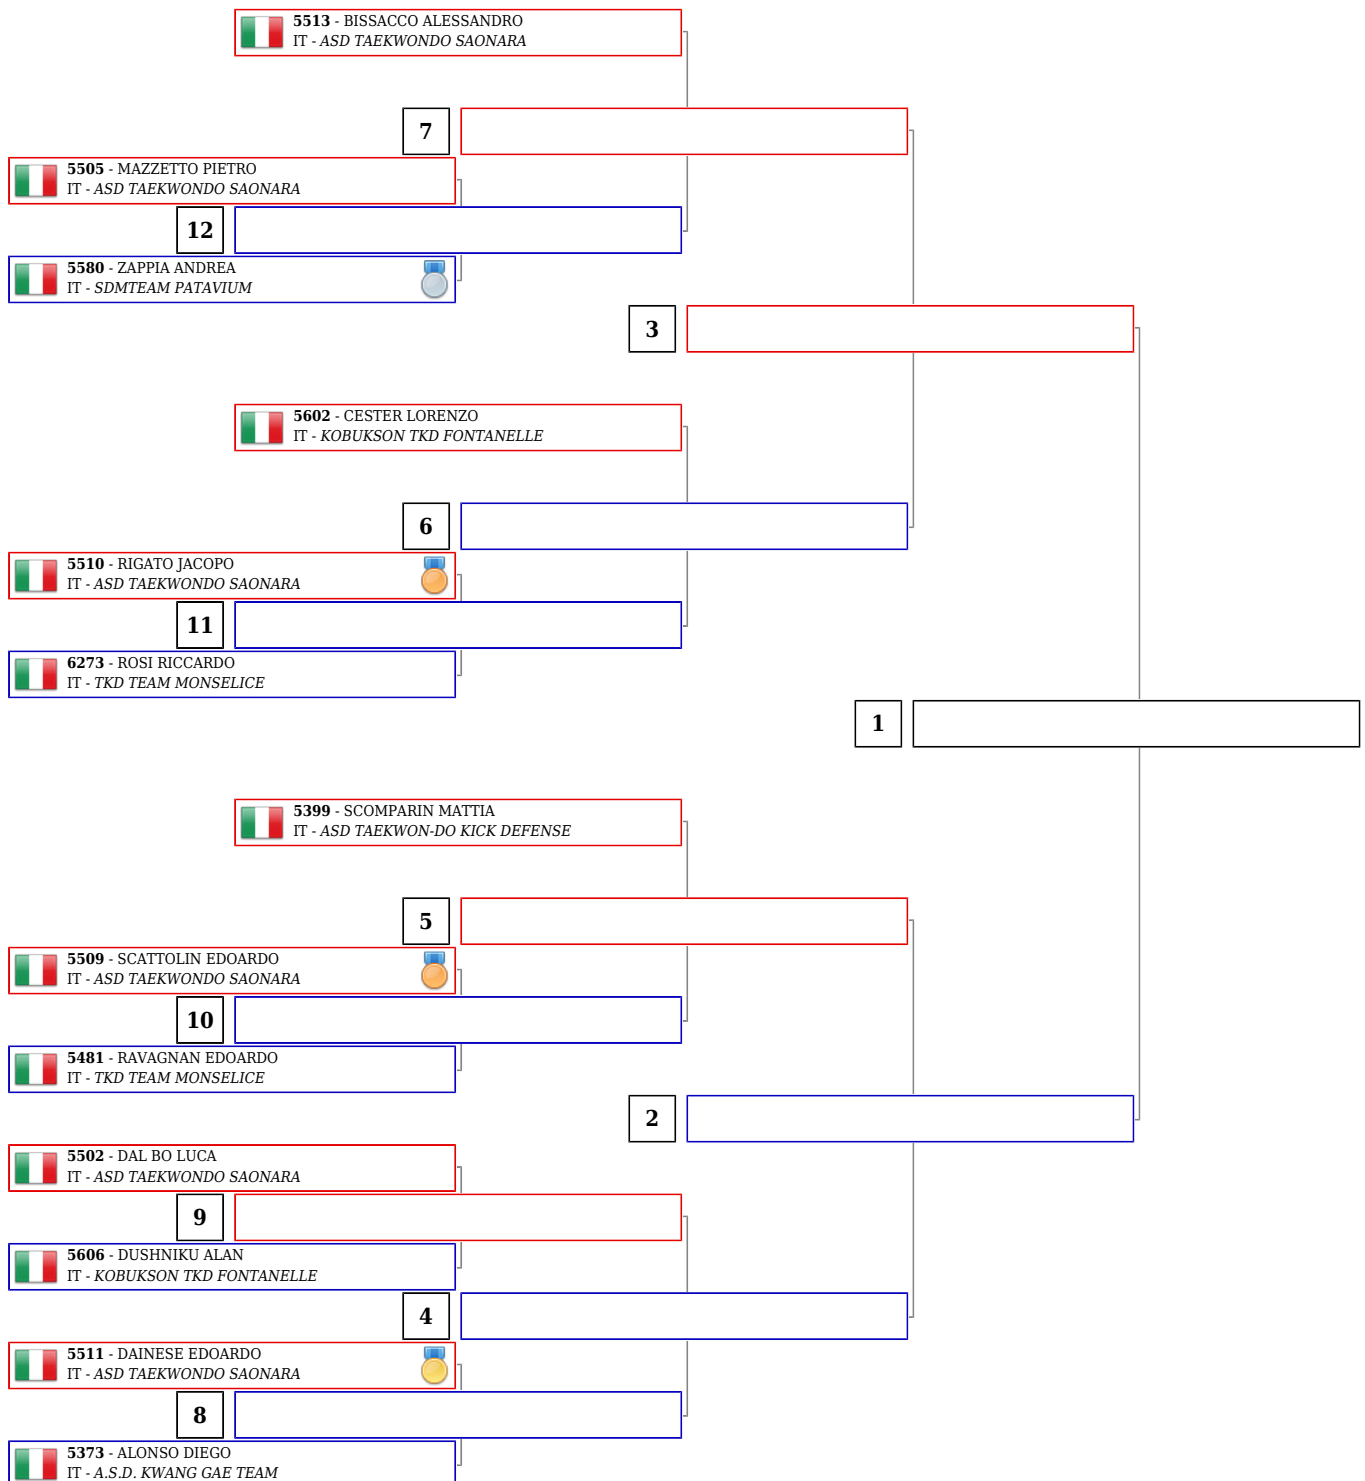 5513 - BISSACCO ALESSANDRO
IT - ASD TAEKWONDO SAONARA
7
5505 - MAZZETTO PIETRO
IT - ASD TAEKWONDO SAONARA
12
5580 - ZAPPIA ANDREA
IT - SDMTEAM PATAVIUM
3
5602 - CESTER LORENZO
IT - KOBUKSON TKD FONTANELLE
6
5510 - RIGATO JACOPO
IT - ASD TAEKWONDO SAONARA
11
6273 - ROSI RICCARDO
IT - TKD TEAM MONSELICE
1
5399 - SCOMPARIN MATTIA
IT - ASD TAEKWON-DO KICK DEFENSE
5
5509 - SCATTOLIN EDOARDO
IT - ASD TAEKWONDO SAONARA
10
5481 - RAVAGNAN EDOARDO
IT - TKD TEAM MONSELICE
2
5502 - DAL BO LUCA
IT - ASD TAEKWONDO SAONARA
9
5606 - DUSHNIKU ALAN
IT - KOBUKSON TKD FONTANELLE
4
5511 - DAINESE EDOARDO
IT - ASD TAEKWONDO SAONARA
8
5373 - ALONSO DIEGO
IT - A.S.D. KWANG GAE TEAM